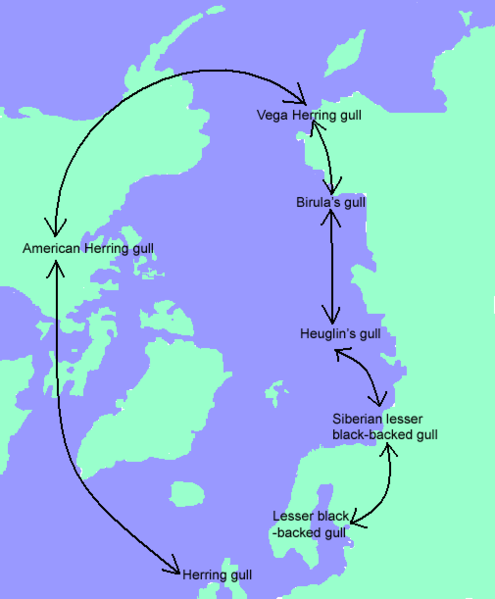 Vega Herring gull
Birula's gull
American Herring gull
Heuglin's gull
Siberian lesser
black-backed gull
Lesser black
-backed gull
Herring gull